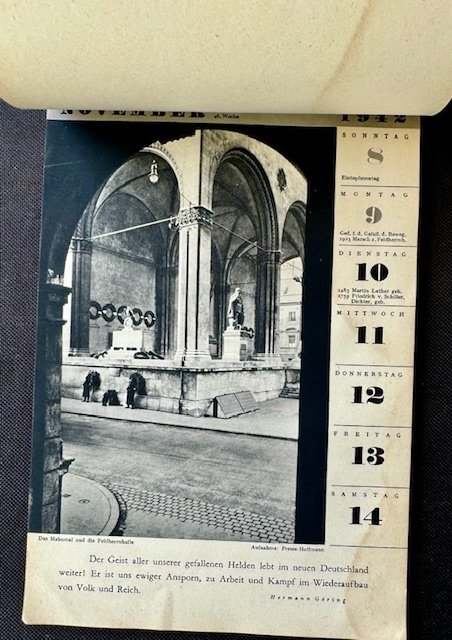 NOVEMBER 46. Woche 1942
SONNTAG
8
Eintopfsonntag
MONTAG
9
Ged. f. d. Gefall. d. Beweg.
1923 Marsch z. Feldherrnh.
DIENSTAG
10
1483 Martin Luther geb.
1759 Friedrich v. Schiller,
Dichter, geb.
MITTWOCH
11
DONNERSTAG
12
FREITAG
13
SAMSTAG
14
Das Mahnmal und die Feldherrnhalle
Aufnahme: Presse-Hoffmann
Der Geist aller unserer gefallenen Helden lebt im neuen Deutschland
weiter! Er ist uns ewiger Ansporn, zu Arbeit und Kampf im Wiederaufbau
von Volk und Reich.
Hermann Göring